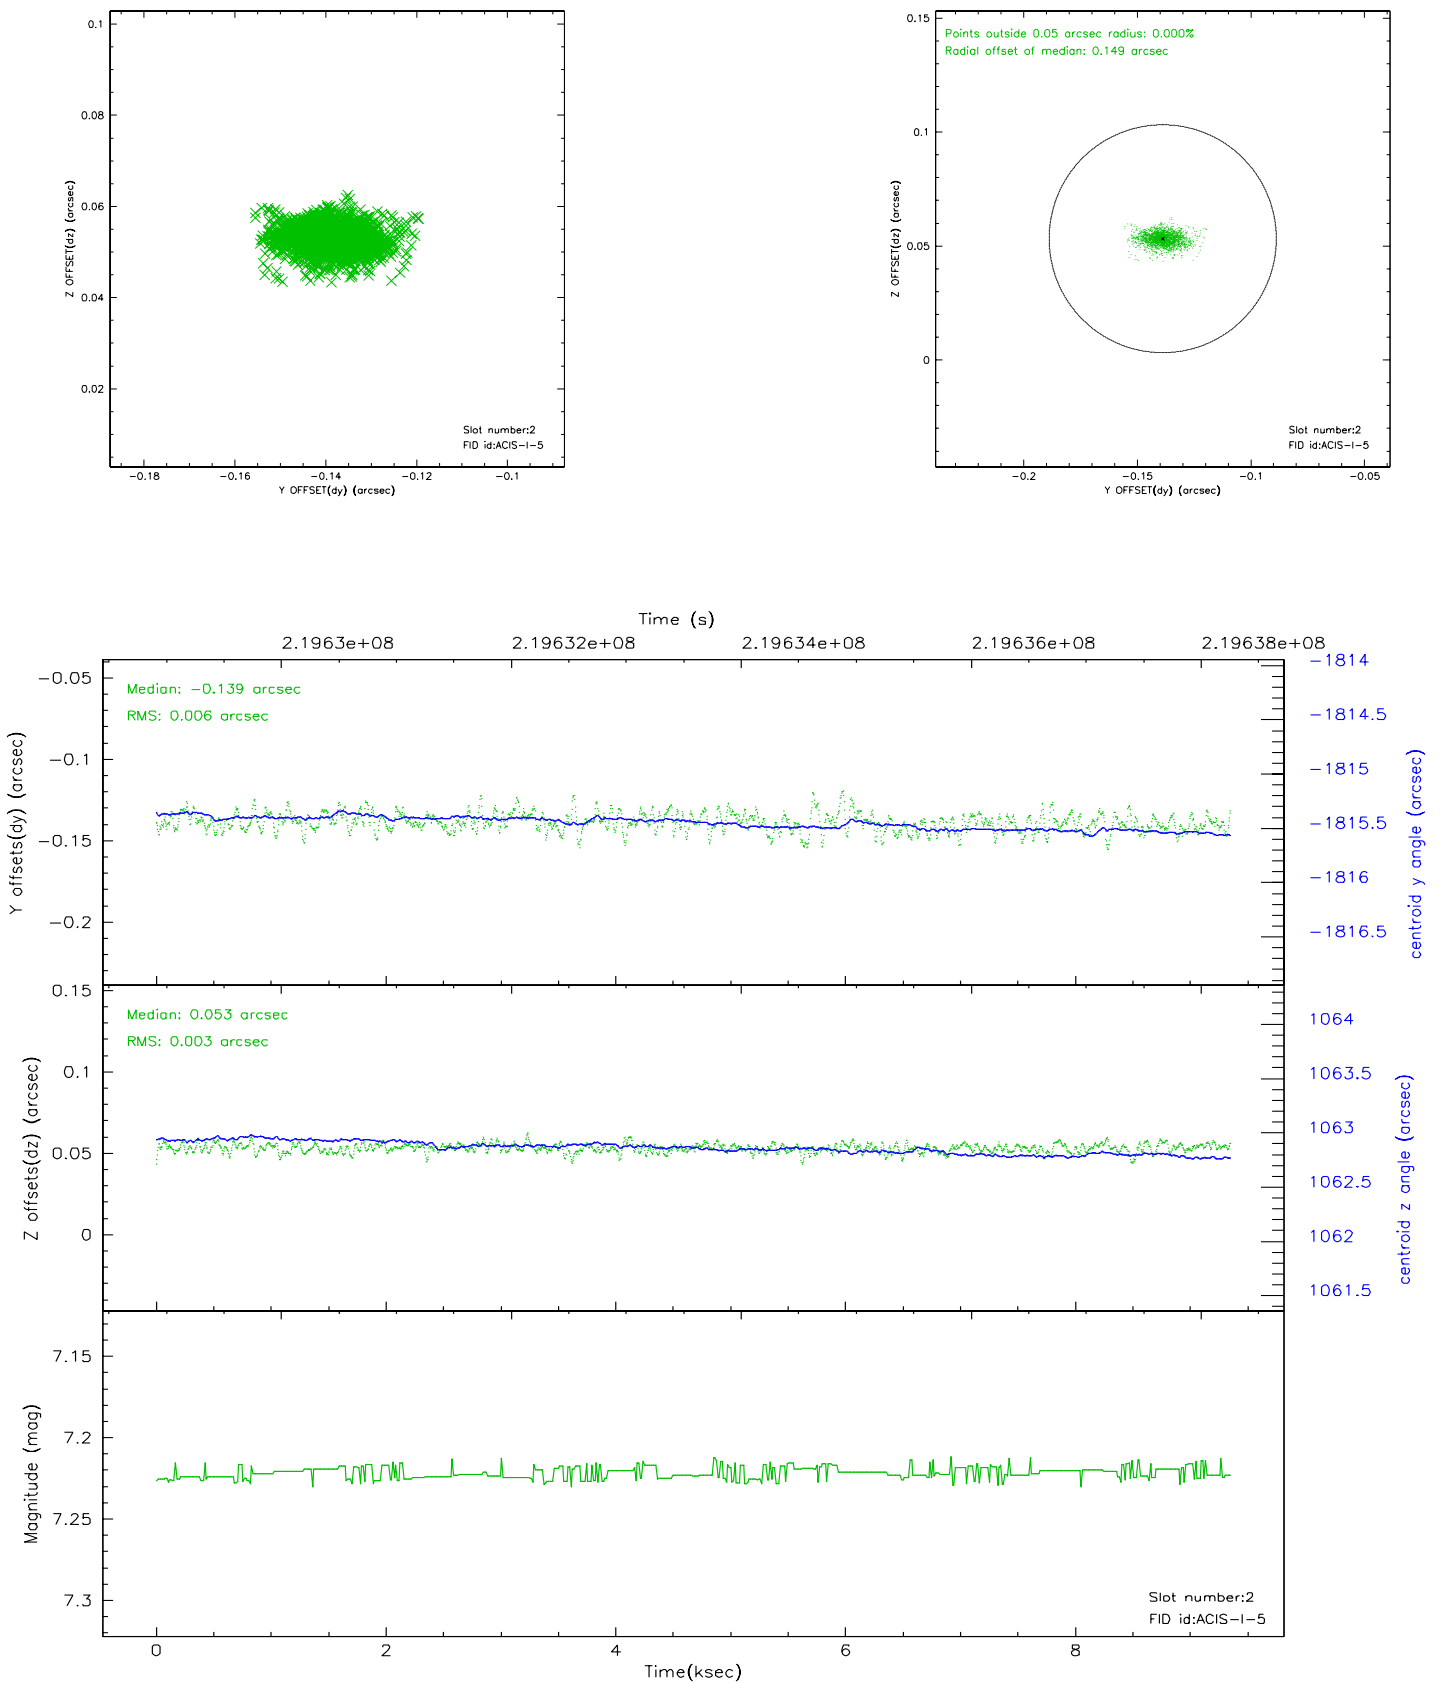 0.1
0.08
0.06
0.04
0.02
Z OFFSET(dz) (arcsec)
Slot number:2
FID id:ACIS-I-5
-0.18 -0.16 -0.14 -0.12 -0.1
Y OFFSET(dy) (arcsec)
Points outside 0.05 arcsec radius: 0.000%
Radial offset of median: 0.149 arcsec
0.15
0.1
0.05
0
Z OFFSET(dz) (arcsec)
Slot number:2
FID id:ACIS-I-5
-0.2 -0.15 -0.1 -0.05
Y OFFSET(dy) (arcsec)
Time (s)
2.1963e+08 2.19632e+08 2.19634e+08 2.19636e+08 2.19638e+08
Median: -0.139 arcsec
RMS: 0.006 arcsec
-0.05
-0.1
-0.15
-0.2
Y offsets(dy) (arcsec)
-1814
-1814.5
-1815
-1815.5
-1816
-1816.5
centroid y angle (arcsec)
Median: 0.053 arcsec
RMS: 0.003 arcsec
0.15
0.1
0.05
0
Z offsets(dz) (arcsec)
1064
1063.5
1063
1062.5
1062
1061.5
centroid z angle (arcsec)
7.15
7.2
7.25
7.3
Magnitude (mag)
Slot number:2
FID id:ACIS-I-5
0 2 4 6 8
Time(ksec)